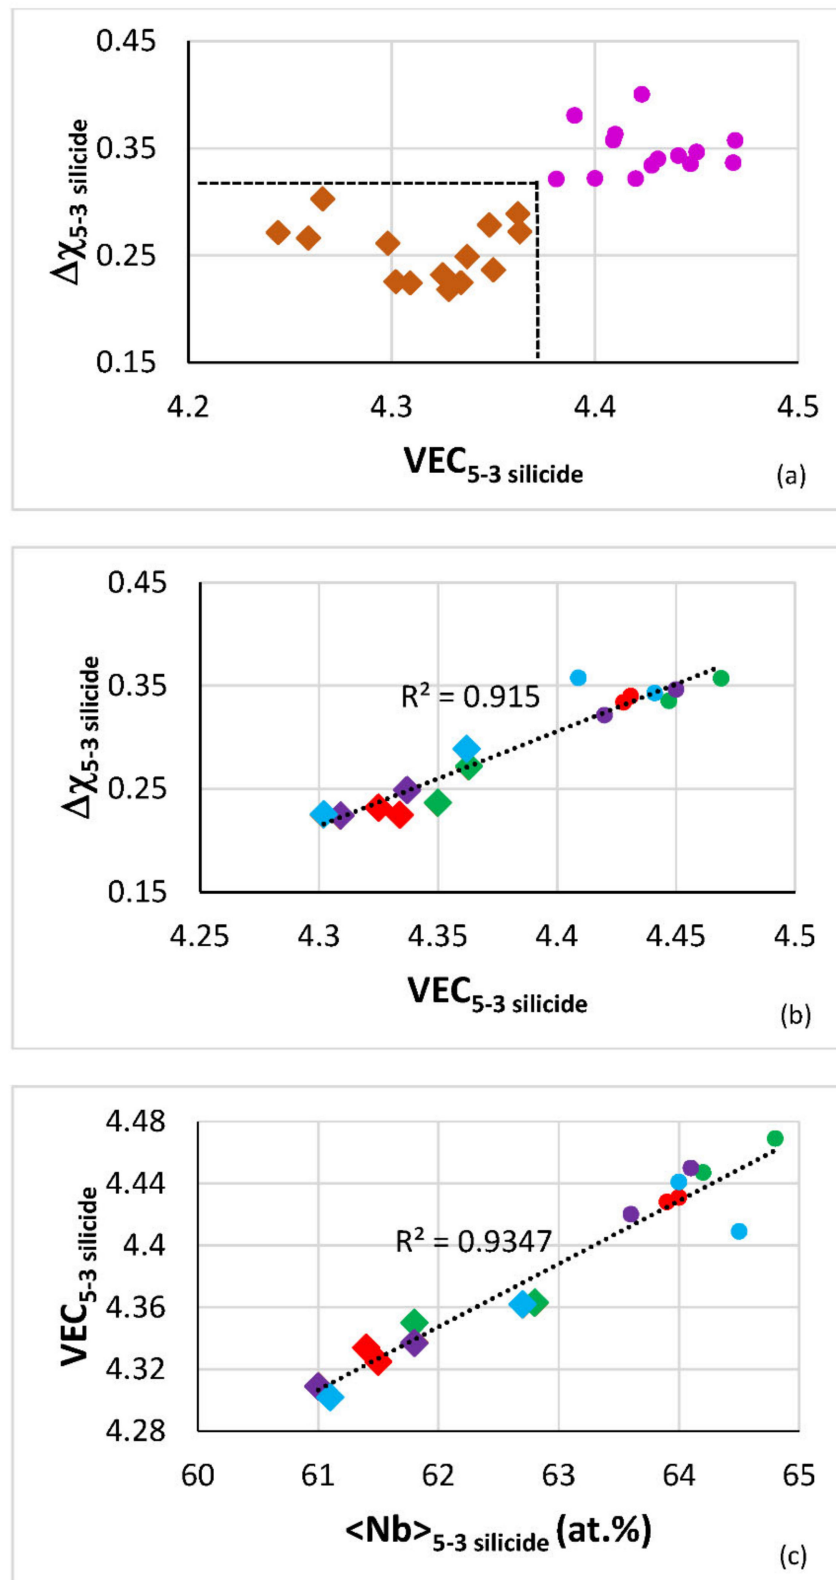 0.45
0.35
0.25
0.15
Δχ5-3 silicide
4.2 4.3 4.4 4.5
VEC5-3 silicide
(a)
0.45
0.35
0.25
0.15
Δχ5-3 silicide
R² = 0.915
4.25 4.3 4.35 4.4 4.45 4.5
VEC5-3 silicide
(b)
4.48
4.44
4.4
4.36
4.32
4.28
VEC5-3 silicide
R² = 0.9347
60 61 62 63 64 65
<Nb>5-3 silicide (at.%)
(c)